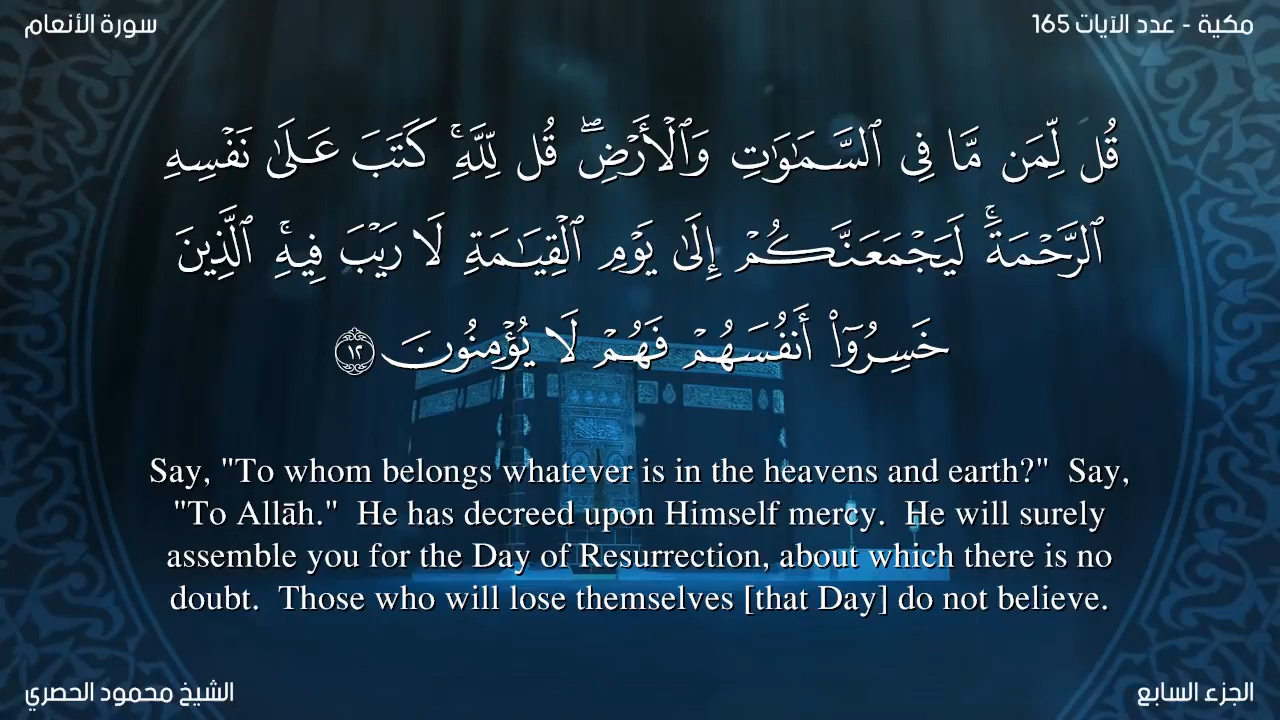 مكية - عدد الآيات 165
سورة الأنعام
قُل لِّمَن مَّا فِى ٱلسَّمَـٰوَٰتِ وَٱلْأَرْضِ ۖ قُل لِّلَّهِ ۚ كَتَبَ عَلَىٰ نَفْسِهِ
ٱلرَّحْمَةَ ۚ لَيَجْمَعَنَّكُمْ إِلَىٰ يَوْمِ ٱلْقِيَـٰمَةِ لَا رَيْبَ فِيهِ ۚ ٱلَّذِينَ
خَسِرُوٓا۟ أَنفُسَهُمْ فَهُمْ لَا يُؤْمِنُونَ ١٢
Say, "To whom belongs whatever is in the heavens and earth?"  Say,
"To Allāh."  He has decreed upon Himself mercy.  He will surely
assemble you for the Day of Resurrection, about which there is no
doubt.  Those who will lose themselves [that Day] do not believe.
الجزء السابع
الشيخ محمود الحصري